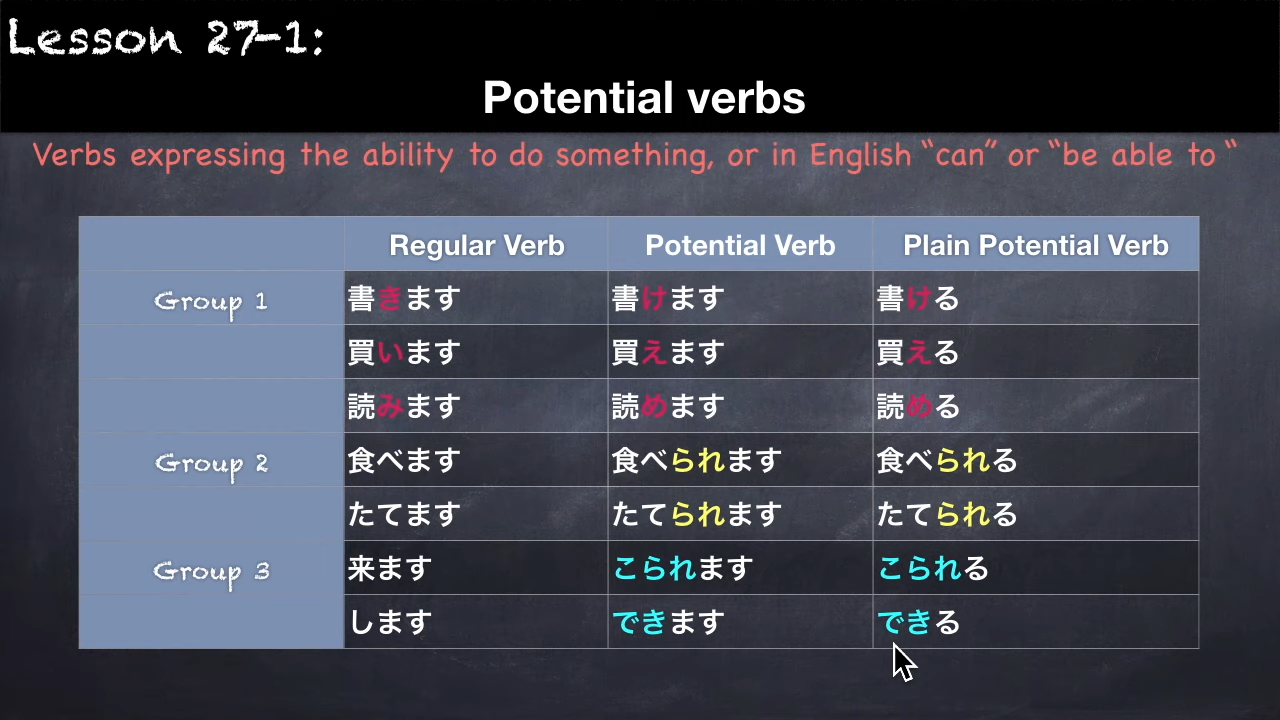 Lesson 27-1:
Potential verbs
Verbs expressing the ability to do something, or in English “can” or “be able to “
Regular Verb Potential Verb Plain Potential Verb
Group 1 書きます 書けます 書ける
買います 買えます 買える
読みます 読めます 読める
Group 2 食べます 食べられます 食べられる
たてます たてられます たてられる
Group 3 来ます こられます こられる
します できます できる